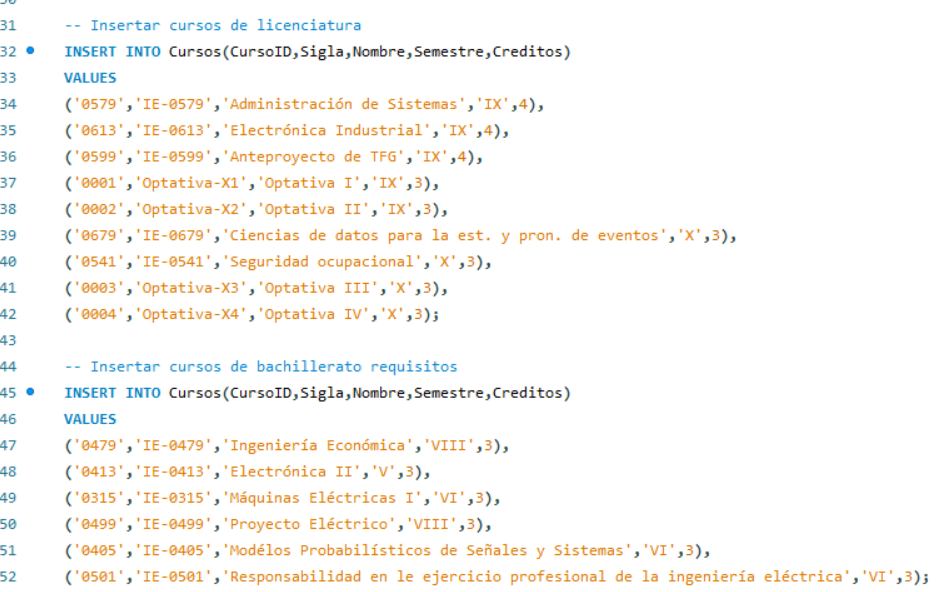 31 -- Insertar cursos de licenciatura
32 INSERT INTO Cursos(CursoID,Sigla,Nombre,Semestre,Creditos)
33 VALUES
34 ('0579','IE-0579','Administración de Sistemas','IX',4),
35 ('0613','IE-0613','Electrónica Industrial','IX',4),
36 ('0599','IE-0599','Anteproyecto de TFG','IX',4),
37 ('0001','Optativa-X1','Optativa I','IX',3),
38 ('0002','Optativa-X2','Optativa II','IX',3),
39 ('0679','IE-0679','Ciencias de datos para la est. y pron. de eventos','X',3),
40 ('0541','IE-0541','Seguridad ocupacional','X',3),
41 ('0003','Optativa-X3','Optativa III','X',3),
42 ('0004','Optativa-X4','Optativa IV','X',3);
43
44 -- Insertar cursos de bachillerato requisitos
45 INSERT INTO Cursos(CursoID,Sigla,Nombre,Semestre,Creditos)
46 VALUES
47 ('0479','IE-0479','Ingeniería Económica','VIII',3),
48 ('0413','IE-0413','Electrónica II','V',3),
49 ('0315','IE-0315','Máquinas Eléctricas I','VI',3),
50 ('0499','IE-0499','Proyecto Eléctrico','VIII',3),
51 ('0405','IE-0405','Modélos Probabilísticos de Señales y Sistemas','VI',3),
52 ('0501','IE-0501','Responsabilidad en le ejercicio profesional de la ingeniería eléctrica','VI',3);